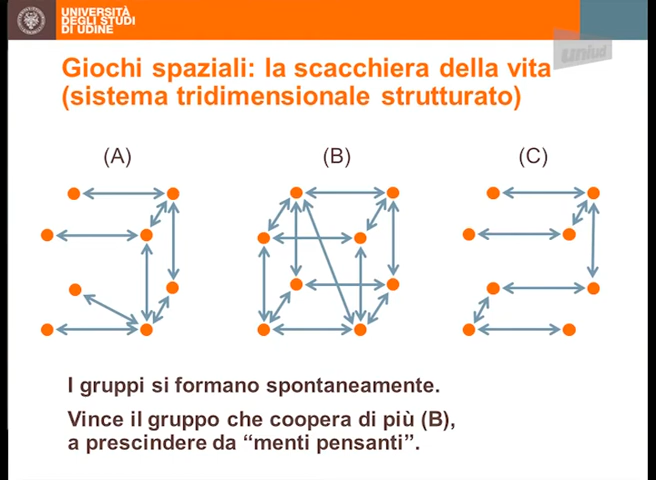 UNIVERSITÀ
DEGLI STUDI
DI UDINE
uniud
Giochi spaziali: la scacchiera della vita
(sistema tridimensionale strutturato)
(A) (B) (C)
I gruppi si formano spontaneamente.
Vince il gruppo che coopera di più (B),
a prescindere da “menti pensanti”.